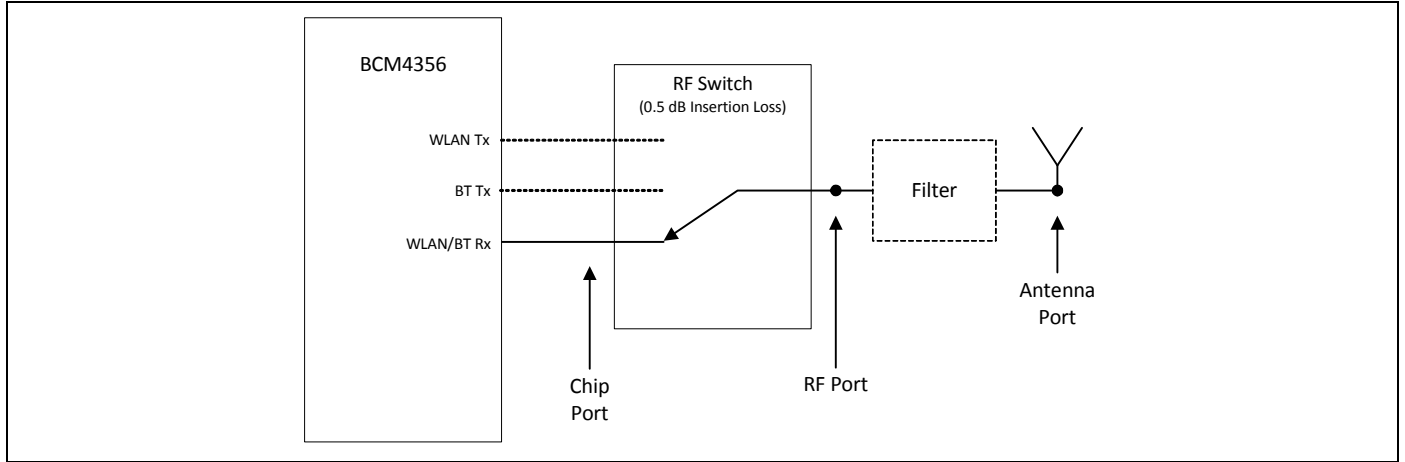 BCM4356
RF Switch
(0.5 dB Insertion Loss)
WLAN Tx
BT Tx
WLAN/BT Rx
Filter
Chip
Port
RF Port
Antenna
Port